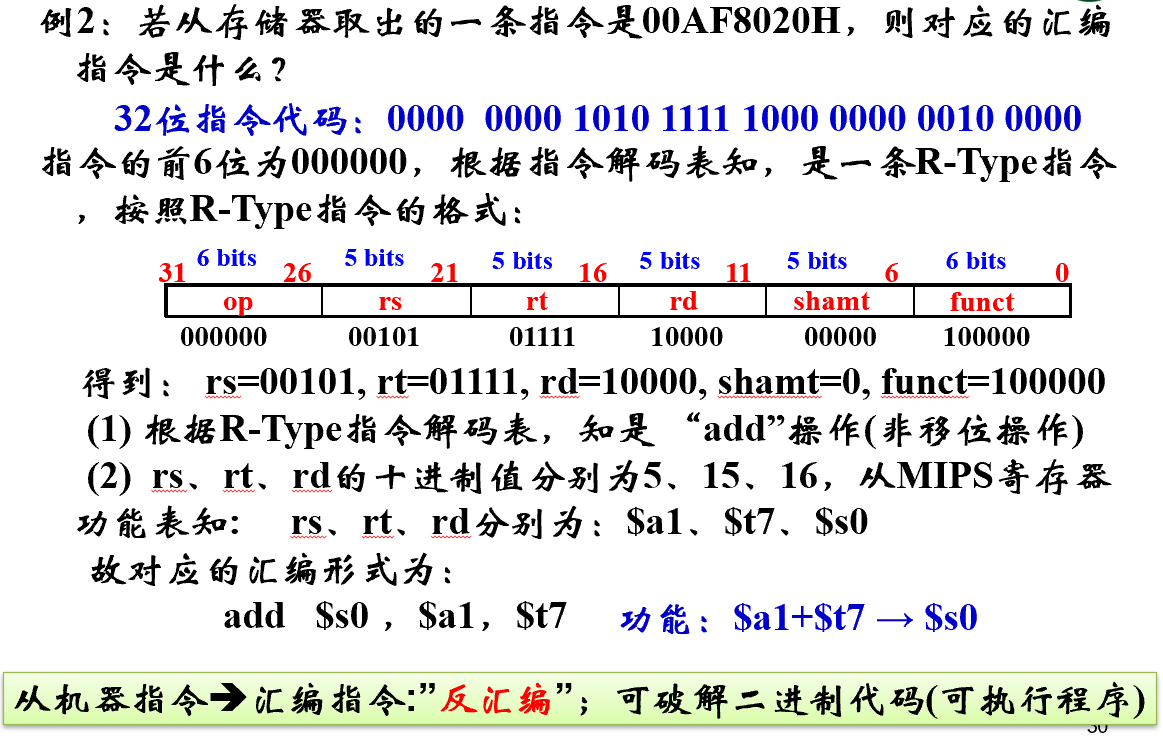 例2：若从存储器取出的一条指令是00AF8020H，则对应的汇编
指令是什么？
32位指令代码：0000 0000 1010 1111 1000 0000 0010 0000
指令的前6位为000000，根据指令解码表知，是一条R-Type指令
，按照R-Type指令的格式：
6 bits 5 bits 5 bits 5 bits 5 bits 6 bits
31 26 21 16 11 6 0
op rs rt rd shamt funct
000000 00101 01111 10000 00000 100000
得到： rs=00101, rt=01111, rd=10000, shamt=0, funct=100000
(1) 根据R-Type指令解码表，知是“add”操作(非移位操作)
(2) rs、rt、rd的十进制值分别为5、15、16，从MIPS寄存器
功能表知: rs、rt、rd分别为：$a1、$t7、$s0
故对应的汇编形式为：
add $s0 ，$a1，$t7 功能：$a1+$t7 → $s0
从机器指令➔汇编指令:”反汇编”；可破解二进制代码(可执行程序)
30